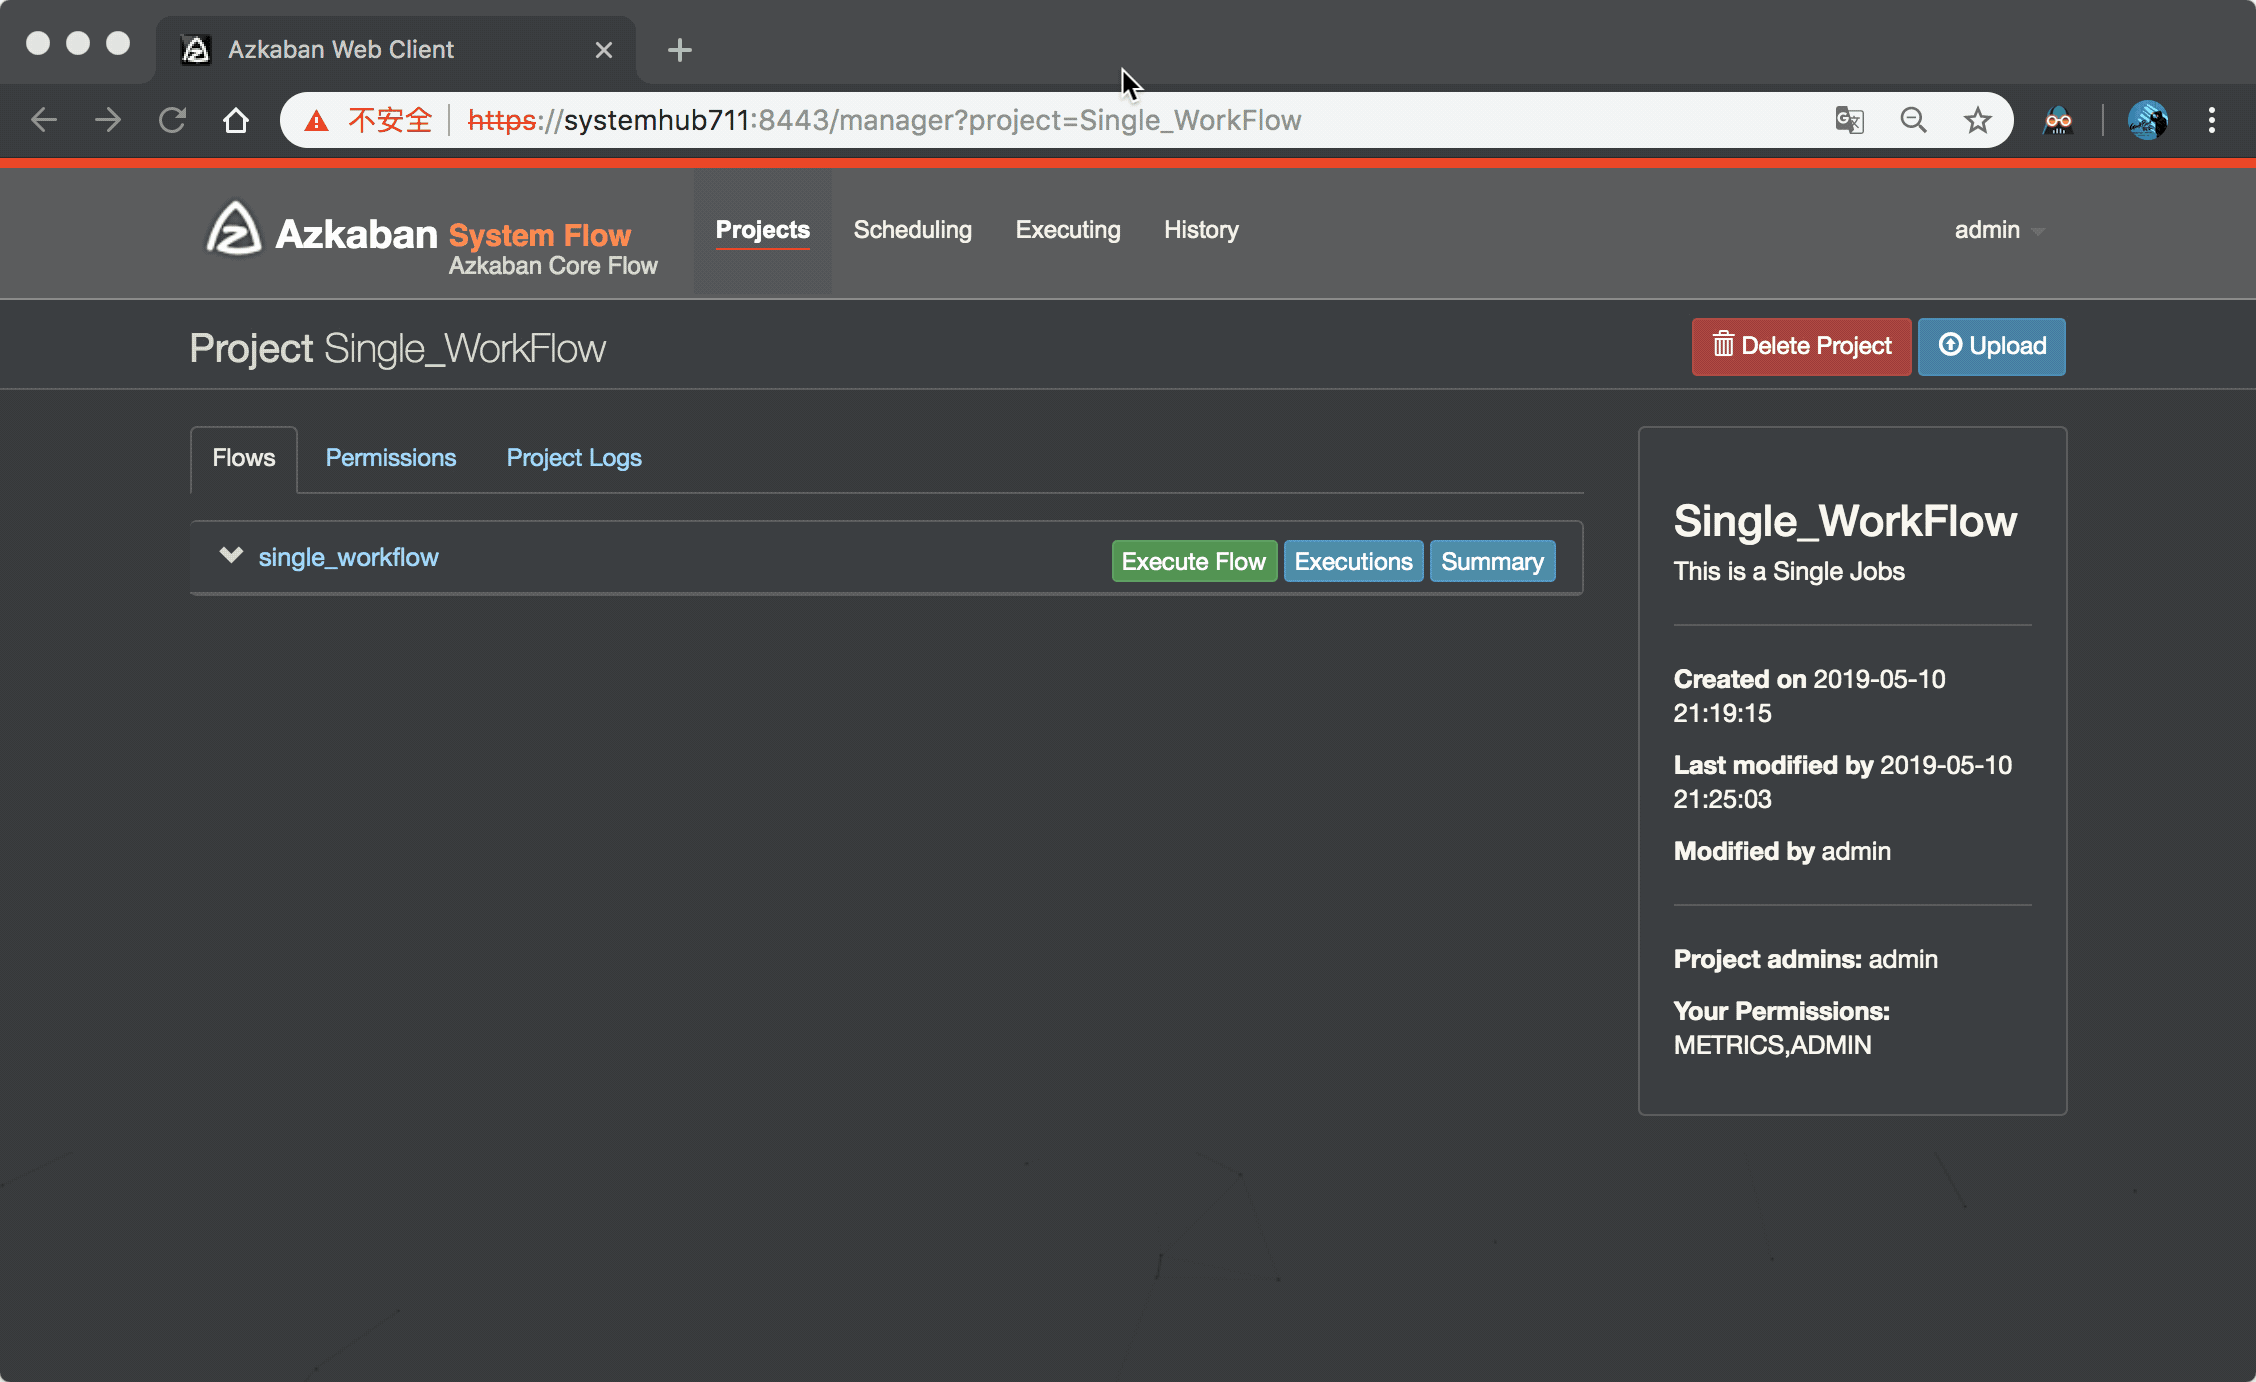 Azkaban Web Client
不安全 https://systemhub711:8443/manager?project=Single_WorkFlow
Azkaban System Flow
Azkaban Core Flow
Projects Scheduling Executing History admin
Project Single_WorkFlow
Delete Project Upload
Flows Permissions Project Logs
single_workflow Execute Flow Executions Summary
Single_WorkFlow
This is a Single Jobs
Created on 2019-05-10
21:19:15
Last modified by 2019-05-10
21:25:03
Modified by admin
Project admins: admin
Your Permissions:
METRICS,ADMIN